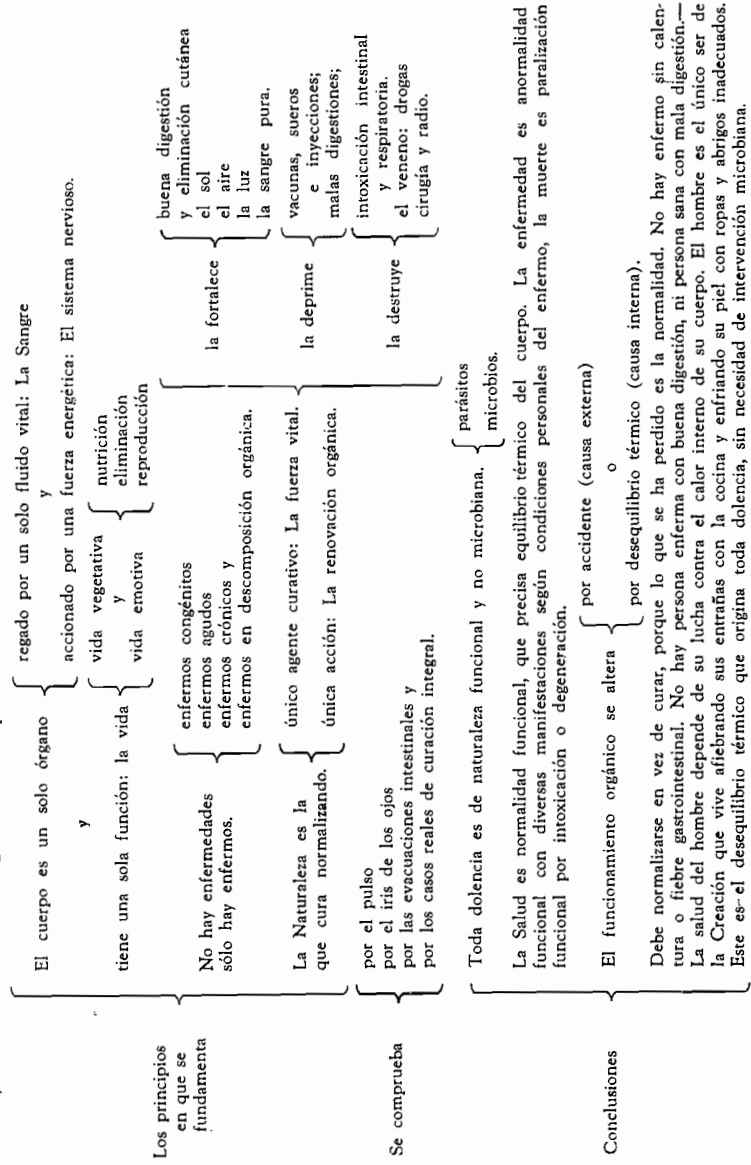 Los principios
en que se
fundamenta
El cuerpo es un solo órgano
y
tiene una sola función: la vida
regado por un solo fluido vital: La Sangre
y
accionado por una fuerza energética: El sistema nervioso.
vida vegetativa
y
vida emotiva
nutrición
eliminación
reproducción
No hay enfermedades
sólo hay enfermos.
enfermos congénitos
enfermos agudos
enfermos crónicos y
enfermos en descomposición orgánica.
La Naturaleza es la
que cura normalizando.
único agente curativo: La fuerza vital.
única acción: La renovación orgánica.
la fortalece
buena digestión
y eliminación cutánea
el sol
el aire
la luz
la sangre pura.
la deprime
vacunas, sueros
e inyecciones;
malas digestiones;
la destruye
intoxicación intestinal
y respiratoria.
el veneno: drogas
cirugía y radio.
Se comprueba
por el pulso
por el iris de los ojos
por las evacuaciones intestinales y
por los casos reales de curación integral.
Conclusiones
Toda dolencia es de naturaleza funcional y no microbiana.
parásitos
microbios.
La Salud es normalidad funcional, que precisa equilibrio térmico del cuerpo. La enfermedad es anormalidad
funcional con diversas manifestaciones según condiciones personales del enfermo, la muerte es paralización
funcional por intoxicación o degeneración.
El funcionamiento orgánico se altera
por accidente (causa externa)
o
por desequilibrio térmico (causa interna).
Debe normalizarse en vez de curar, porque lo que se ha perdido es la normalidad. No hay enfermo sin calen-
tura o fiebre gastrointestinal. No hay persona enferma con buena digestión, ni persona sana con mala digestión.—
La salud del hombre depende de su lucha contra el calor interno de su cuerpo. El hombre es el único ser de
la Creación que vive afiebrando sus entrañas con la cocina y enfriando su piel con ropas y abrigos inadecuados.
Este es el desequilibrio térmico que origina toda dolencia, sin necesidad de intervención microbiana.